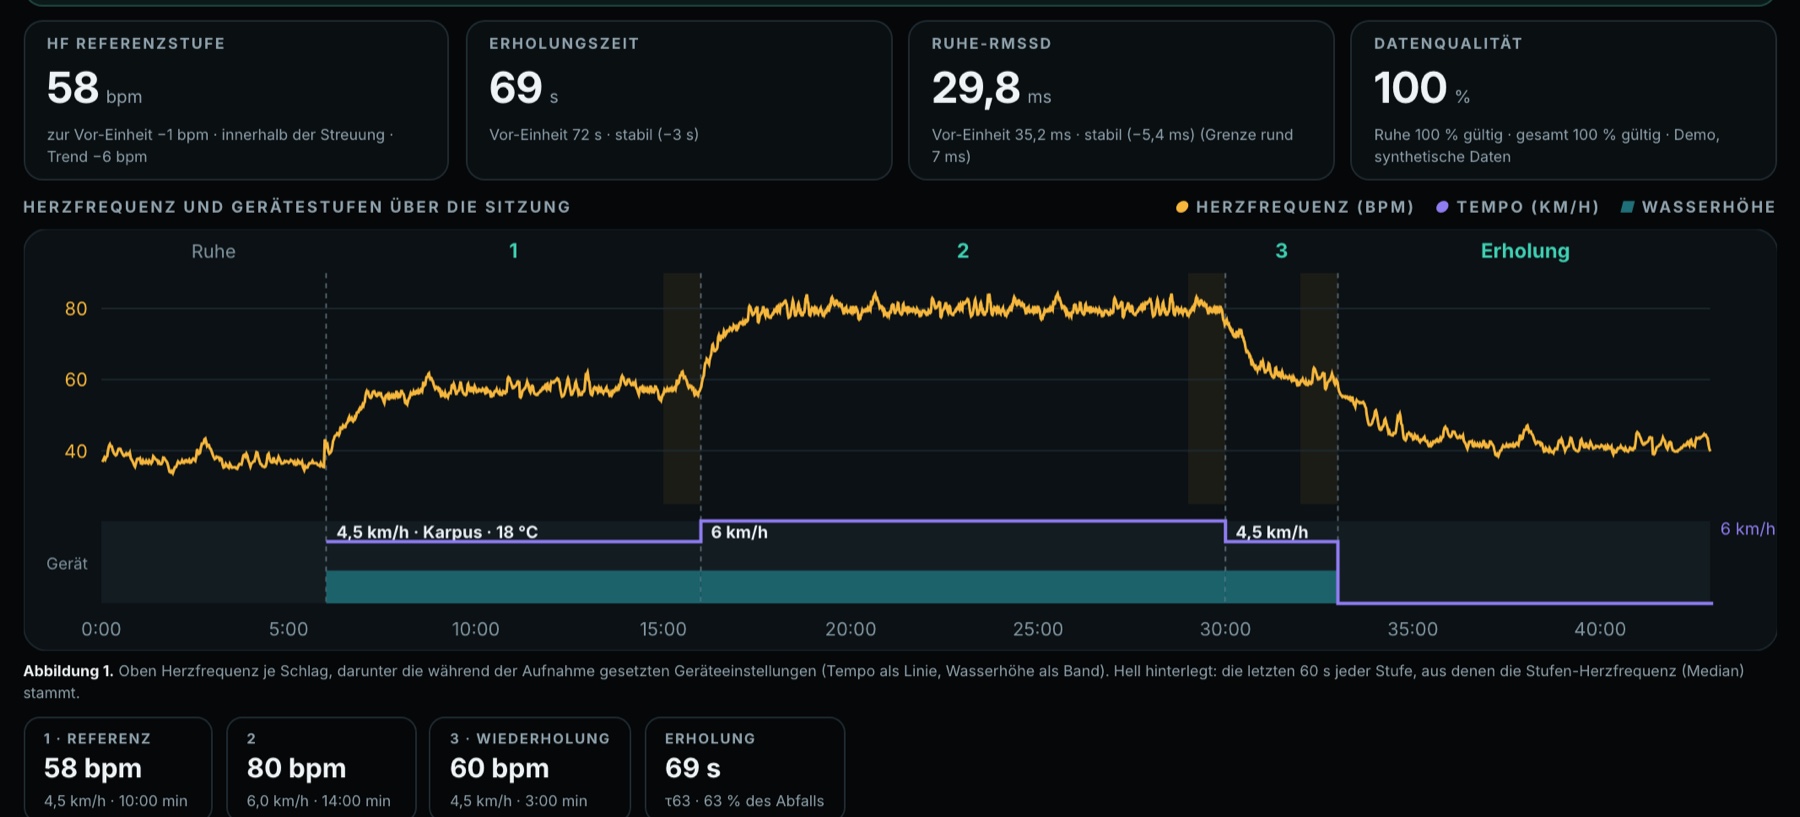 HF REFERENZSTUFE
58 bpm
zur Vor-Einheit −1 bpm · innerhalb der Streuung ·
Trend −6 bpm
ERHOLUNGSZEIT
69 s
Vor-Einheit 72 s · stabil (−3 s)
RUHE-RMSSD
29,8 ms
Vor-Einheit 35,2 ms · stabil (−5,4 ms) (Grenze rund
7 ms)
DATENQUALITÄT
100 %
Ruhe 100 % gültig · gesamt 100 % gültig · Demo,
synthetische Daten
HERZFREQUENZ UND GERÄTESTUFEN ÜBER DIE SITZUNG
HERZFREQUENZ (BPM) TEMPO (KM/H) WASSERHÖHE
Ruhe 1 2 3 Erholung
80
60
40
4,5 km/h · Karpus · 18 °C 6 km/h 4,5 km/h 6 km/h
Gerät
0:00 5:00 10:00 15:00 20:00 25:00 30:00 35:00 40:00
Abbildung 1. Oben Herzfrequenz je Schlag, darunter die während der Aufnahme gesetzten Geräteeinstellungen (Tempo als Linie, Wasserhöhe als Band). Hell hinterlegt: die letzten 60 s jeder Stufe, aus denen die Stufen-Herzfrequenz (Median)
stammt.
1 · REFERENZ
58 bpm
4,5 km/h · 10:00 min
2
80 bpm
6,0 km/h · 14:00 min
3 · WIEDERHOLUNG
60 bpm
4,5 km/h · 3:00 min
ERHOLUNG
69 s
τ63 · 63 % des Abfalls